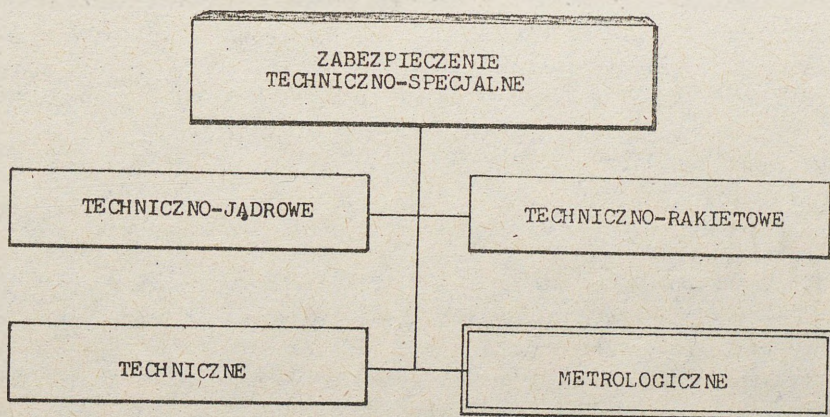 ZABEZPIECZENIE
TECHNICZNO-SPECJALNE
TECHNICZNO-JĄDROWE
TECHNICZNO-RAKIETOWE
TECHNICZNE
METROLOGICZNE